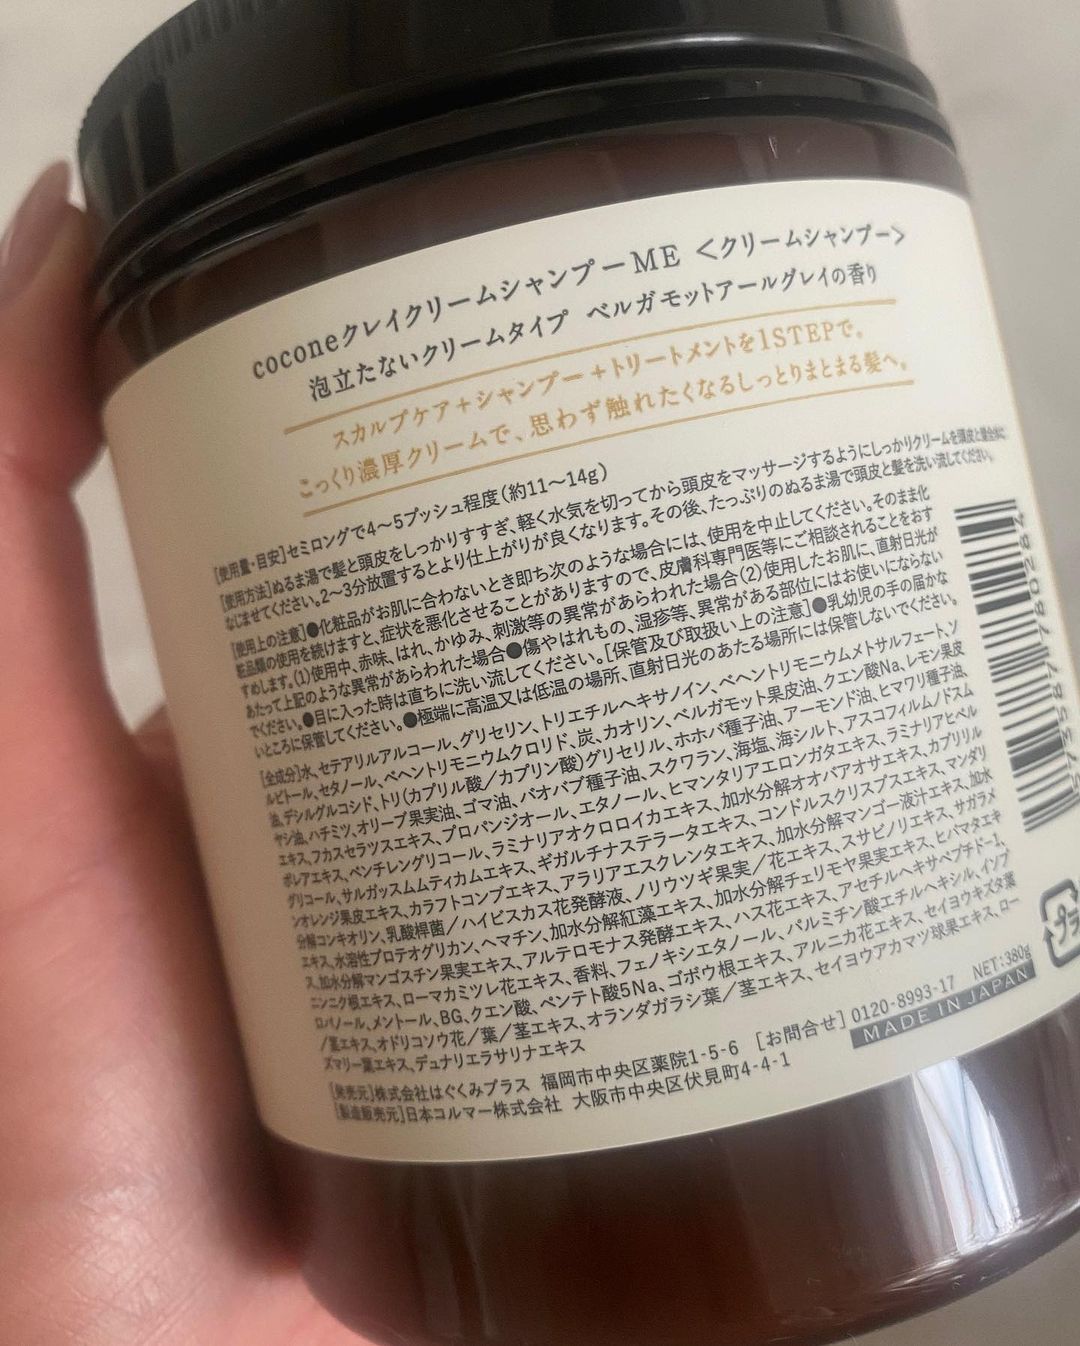 coconeクレイクリームシャンプーME <クリームシャンプー>
泡立たないクリームタイプ ベルガモットアールグレイの香り
スカルプケア＋シャンプー＋トリートメントを1STEPで。
こっくり濃厚クリームで、思わず触れたくなるしっとりまとまる髪へ。
[使用量・目安]セミロングで4〜5プッシュ程度(約11〜14g)
[使用方法]ぬるま湯で髪と頭皮をしっかりすすぎ、軽く水気を切ってから頭皮をマッサージするようにしっかりクリームを頭皮と髪全体に
なじませてください。2〜3分放置するとより仕上がりが良くなります。その後、たっぷりのぬるま湯で頭皮と髪を洗い流してください。
[使用上の注意]●化粧品がお肌に合わないとき即ち次のような場合には、使用を中止してください。そのまま化
粧品類の使用を続けますと、症状を悪化させることがありますので、皮膚科専門医等にご相談されることをおす
すめします。(1)使用中、赤味、はれ、かゆみ、刺激等の異常があらわれた場合(2)使用したお肌に、直射日光が
あたって上記のような異常があらわれた場合●傷やはれもの、湿疹等、異常がある部位にはお使いにならない
でください。●目に入った時は直ちに洗い流してください。[保管及び取扱い上の注意]●乳幼児の手の届かな
いところに保管してください。●極端に高温又は低温の場所、直射日光のあたる場所には保管しないでください。
[全成分]水、セテアリルアルコール、グリセリン、トリエチルヘキサノイン、ベヘントリモニウムメトサルフェート、ソ
ルビトール、セタノール、ベヘントリモニウムクロリド、炭、カオリン、ベルガモット果皮油、クエン酸Na、レモン果皮
油、デシルグルコシド、トリ(カプリル酸／カプリン酸)グリセリル、ホホバ種子油、アーモンド油、ヒマワリ種子油、
ヤシ油、ハチミツ、オリーブ果実油、ゴマ油、バオバブ種子油、スクワラン、海塩、海シルト、アスコフィルムノドスム
エキス、フカスセラツスエキス、プロパンジオール、エタノール、ヒマンタリアエロンガタエキス、ラミナリアヒペル
ボレアエキス、ペンチレングリコール、ラミナリアオクロロイカエキス、加水分解オオバアオサエキス、カプリリル
グリコール、サルガッスムムティカムエキス、ギガルチナステラータエキス、コンドルスクリスプスエキス、マンダリ
ンオレンジ果皮エキス、カラフトコンブエキス、アラリアエスクレンタエキス、加水分解マンゴー液汁エキス、加水
分解コンキオリン、乳酸桿菌／ハイビスカス花発酵液、ノリウツギ果実／花エキス、スサビノリエキス、サガラメ
エキス、水溶性プロテオグリカン、ヘマチン、加水分解紅藻エキス、加水分解チェリモヤ果実エキス、ヒバマタエキ
ス、加水分解マンゴスチン果実エキス、アルテロモナス発酵エキス、ハス花エキス、アセチルヘキサペプチド-1、
ニンニク根エキス、ローマカミツレ花エキス、香料、フェノキシエタノール、パルミチン酸エチルヘキシル、イソプ
ロパノール、メントール、BG、クエン酸、ペンテト酸5Na、ゴボウ根エキス、アルニカ花エキス、セイヨウキズタ葉
／茎エキス、オドリコソウ花／葉／茎エキス、オランダガラシ葉／茎エキス、セイヨウアカマツ球果エキス、ロー
ズマリー葉エキス、デュナリエラサリナエキス
[発売元]株式会社はぐくみプラス 福岡市中央区薬院1-5-6 [お問合せ]0120-8993-17 NET:380g
[製造販売元]日本コルマー株式会社 大阪市中央区伏見町4-4-1
MADE IN JAPAN
プラ